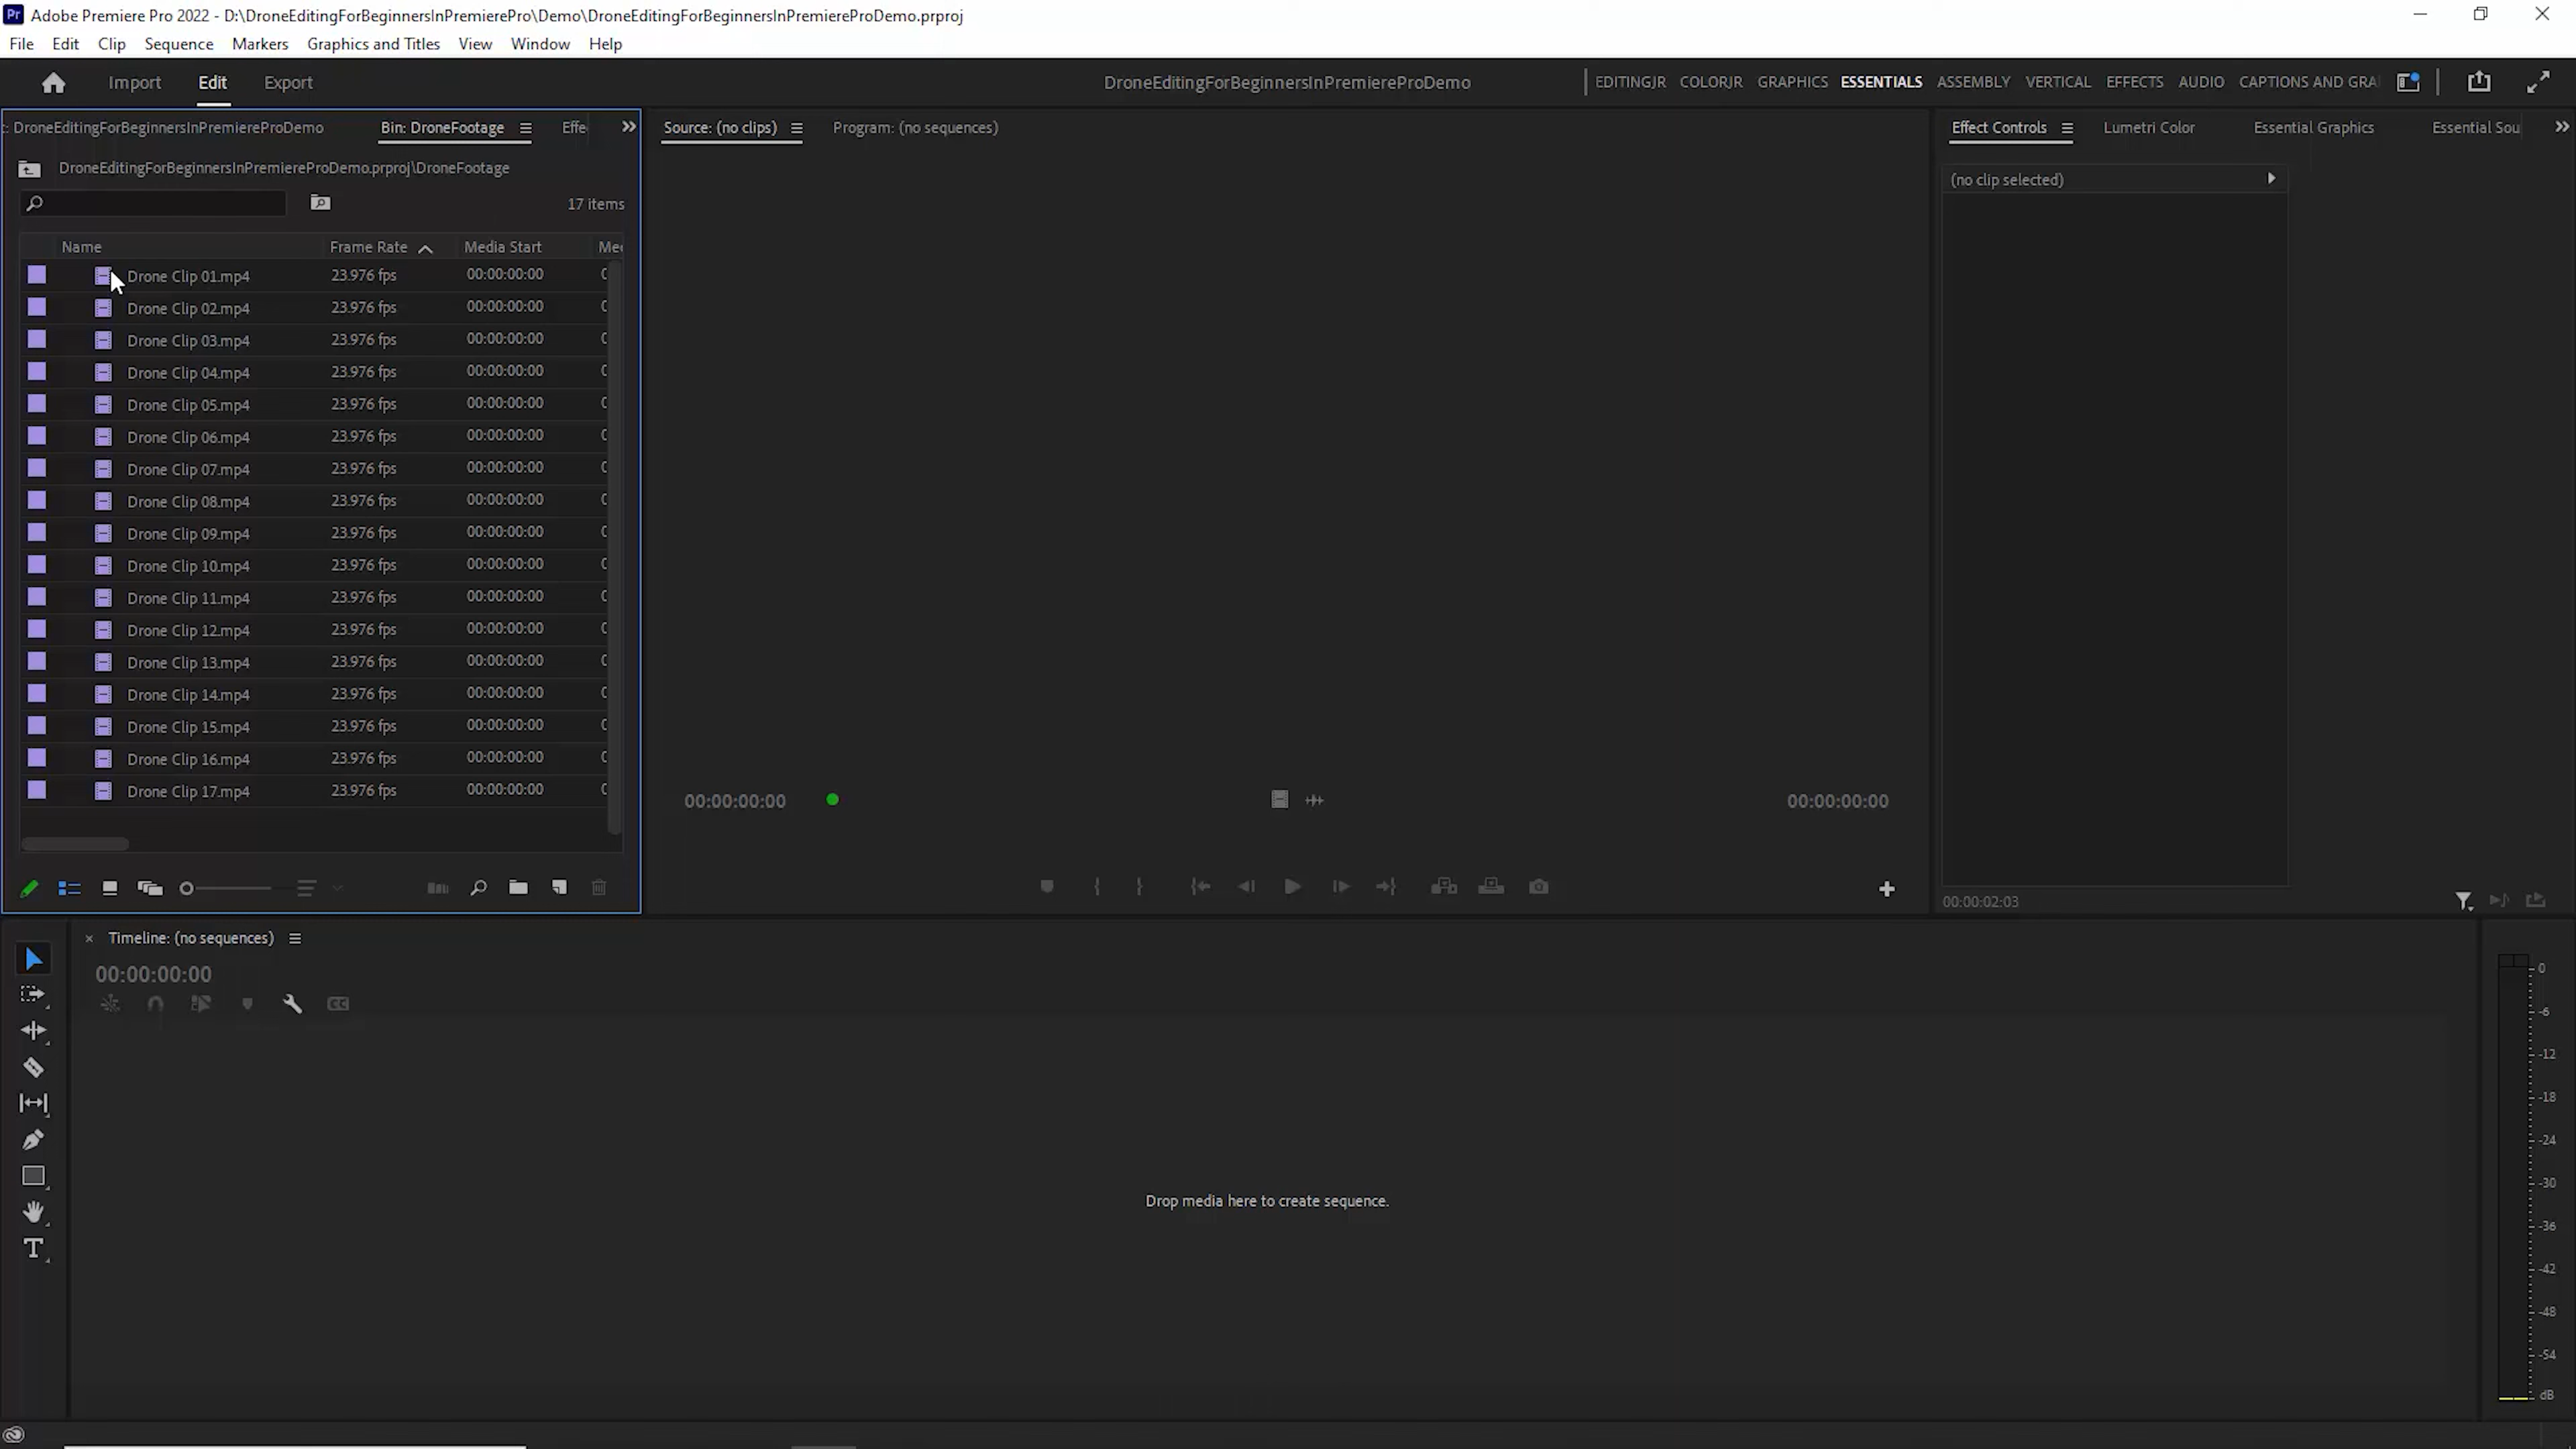 Pr Adobe Premiere Pro 2022 - D:\DroneEditingForBeginnersInPremierePro\Demo\DroneEditingForBeginnersInPremiereProDemo.prproj
File Edit Clip Sequence Markers Graphics and Titles View Window Help
Import Edit Export DroneEditingForBeginnersInPremiereProDemo EDITINGJR COLORJR GRAPHICS ESSENTIALS ASSEMBLY VERTICAL EFFECTS AUDIO CAPTIONS AND GRA
: DroneEditingForBeginnersInPremiereProDemo Bin: DroneFootage Effe Source: (no clips) Program: (no sequences) Effect Controls Lumetri Color Essential Graphics Essential Sou
DroneEditingForBeginnersInPremiereProDemo.prproj\DroneFootage
(no clip selected)
17 items
Name Frame Rate Media Start Me
Drone Clip 01.mp4 23.976 fps 00:00:00:00
Drone Clip 02.mp4 23.976 fps 00:00:00:00
Drone Clip 03.mp4 23.976 fps 00:00:00:00
Drone Clip 04.mp4 23.976 fps 00:00:00:00
Drone Clip 05.mp4 23.976 fps 00:00:00:00
Drone Clip 06.mp4 23.976 fps 00:00:00:00
Drone Clip 07.mp4 23.976 fps 00:00:00:00
Drone Clip 08.mp4 23.976 fps 00:00:00:00
Drone Clip 09.mp4 23.976 fps 00:00:00:00
Drone Clip 10.mp4 23.976 fps 00:00:00:00
Drone Clip 11.mp4 23.976 fps 00:00:00:00
Drone Clip 12.mp4 23.976 fps 00:00:00:00
Drone Clip 13.mp4 23.976 fps 00:00:00:00
Drone Clip 14.mp4 23.976 fps 00:00:00:00
Drone Clip 15.mp4 23.976 fps 00:00:00:00
Drone Clip 16.mp4 23.976 fps 00:00:00:00
Drone Clip 17.mp4 23.976 fps 00:00:00:00
00:00:00:00 00:00:00:00
00:00:02:03
Timeline: (no sequences)
00:00:00:00
CC
Drop media here to create sequence.
0
-6
-12
-18
-24
-30
-36
-42
-48
-54
dB